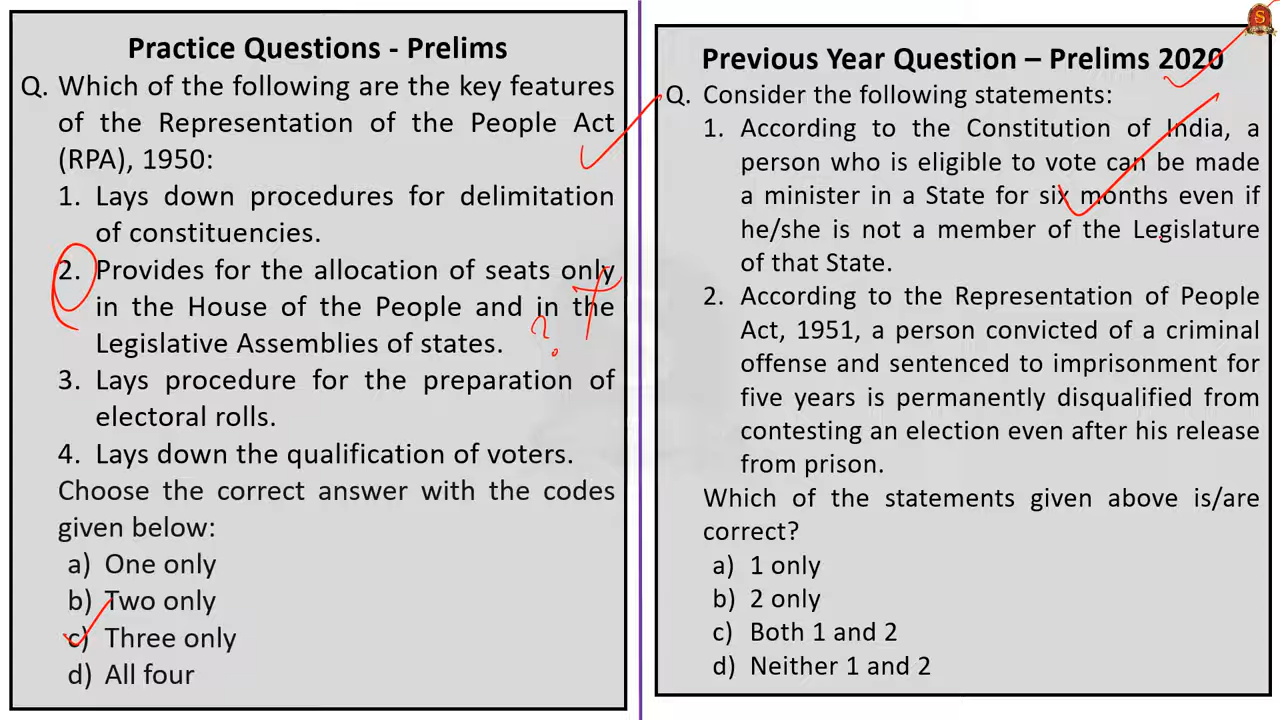 Practice Questions - Prelims
Q. Which of the following are the key features
of the Representation of the People Act
(RPA), 1950:
1. Lays down procedures for delimitation
of constituencies.
2. Provides for the allocation of seats only
in the House of the People and in the
Legislative Assemblies of states.
?
3. Lays procedure for the preparation of
electoral rolls.
4. Lays down the qualification of voters.
Choose the correct answer with the codes
given below:
a) One only
b) Two only
c) Three only
d) All four
Previous Year Question – Prelims 2020
Q. Consider the following statements:
1. According to the Constitution of India, a
person who is eligible to vote can be made
a minister in a State for six months even if
he/she is not a member of the Legislature
of that State.
2. According to the Representation of People
Act, 1951, a person convicted of a criminal
offense and sentenced to imprisonment for
five years is permanently disqualified from
contesting an election even after his release
from prison.
Which of the statements given above is/are
correct?
a) 1 only
b) 2 only
c) Both 1 and 2
d) Neither 1 and 2